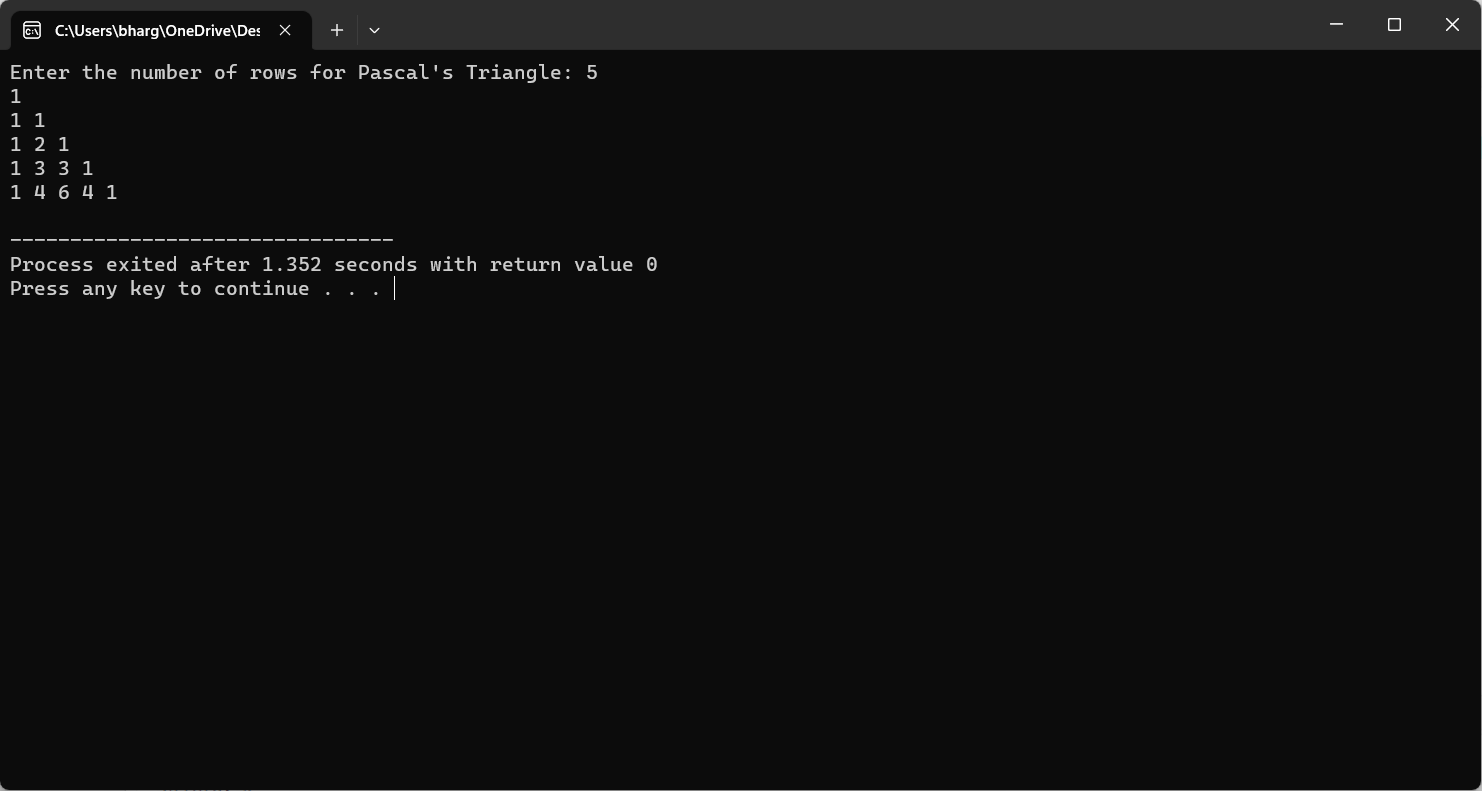 C:\Users\bharg\OneDrive\Des
Enter the number of rows for Pascal's Triangle: 5
1
1 1
1 2 1
1 3 3 1
1 4 6 4 1
--------------------------------
Process exited after 1.352 seconds with return value 0
Press any key to continue . . .